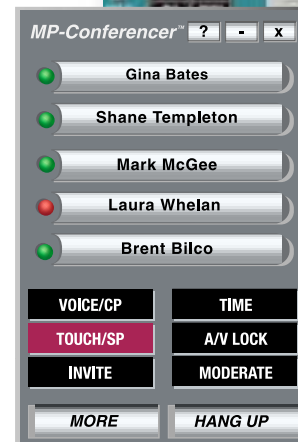 MP-Conferencer™ ? - x
Gina Bates
Shane Templeton
Mark McGee
Laura Whelan
Brent Bilco
VOICE/CP TIME
TOUCH/SP A/V LOCK
INVITE MODERATE
MORE HANG UP